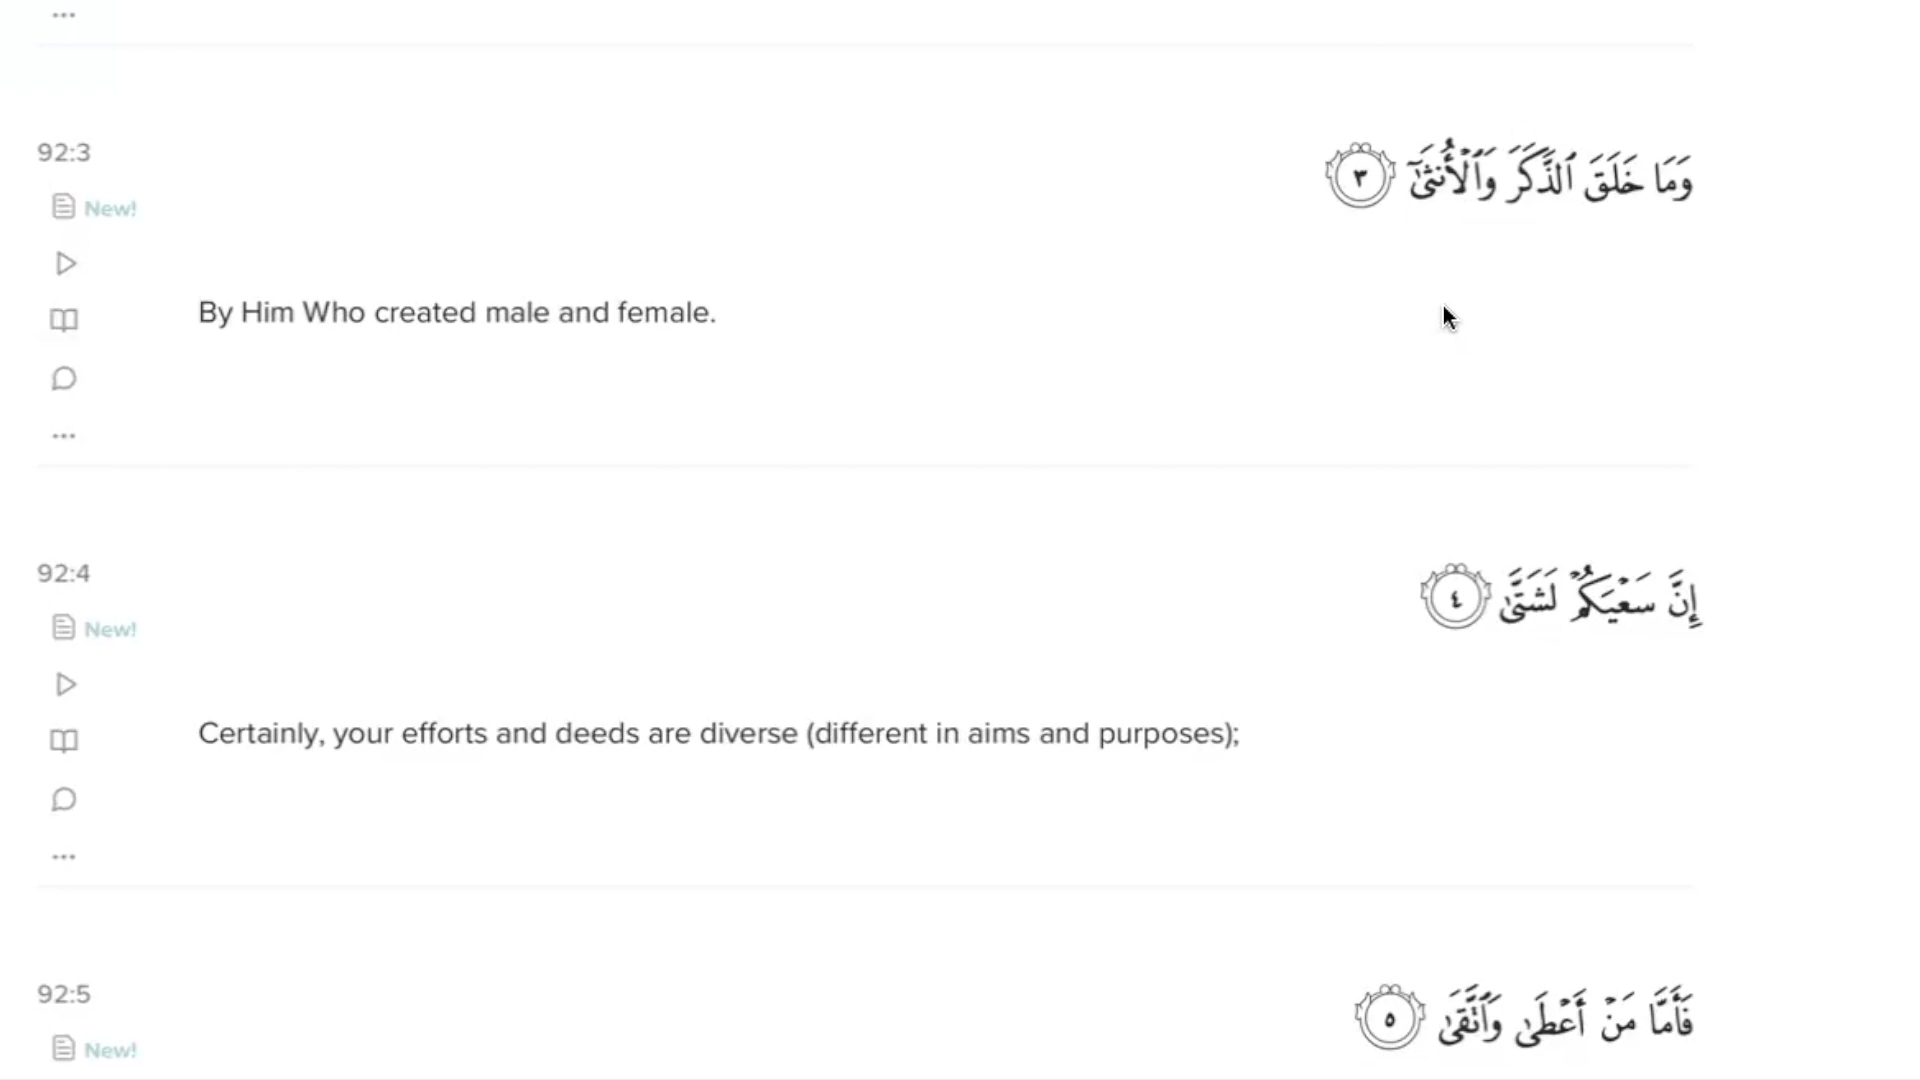 92:3
وَمَا خَلَقَ ٱلذَّكَرَ وَٱلْأُنثَىٰٓ ٣
New!
By Him Who created male and female.
92:4
إِنَّ سَعْيَكُمْ لَشَتَّىٰ ٤
New!
Certainly, your efforts and deeds are diverse (different in aims and purposes);
92:5
فَأَمَّا مَنْ أَعْطَىٰ وَٱتَّقَىٰ ٥
New!